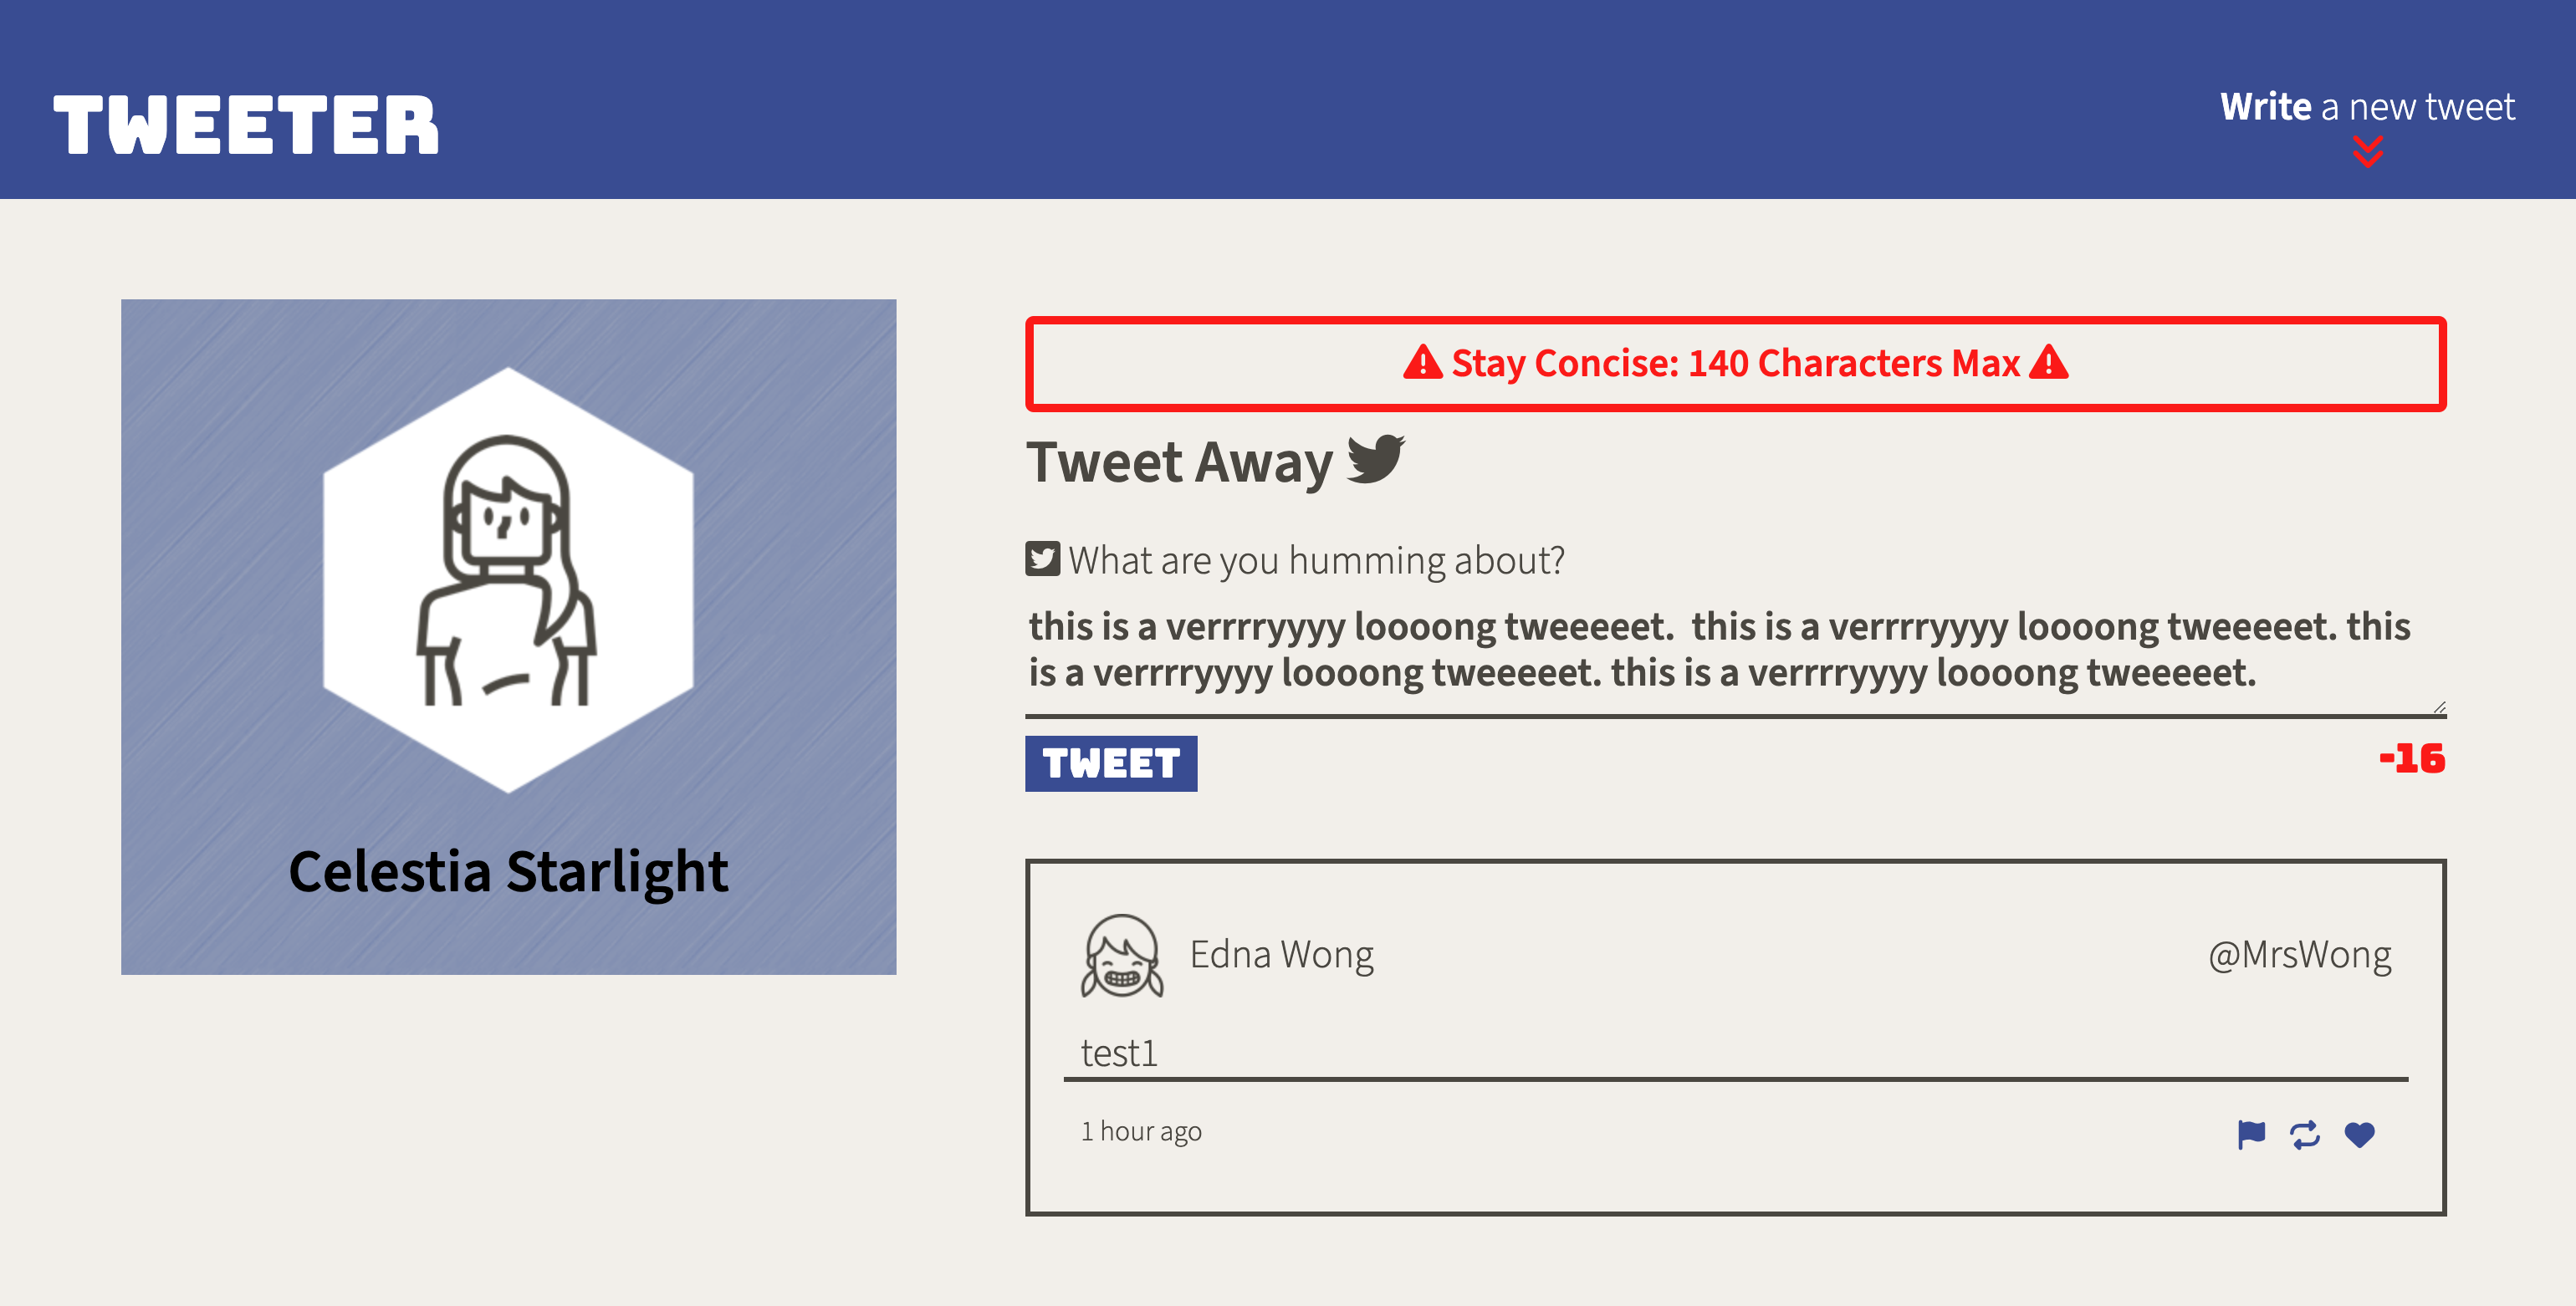 TWEETER
Write a new tweet
Stay Concise: 140 Characters Max
Tweet Away
What are you humming about?
this is a verrrryyyy loooong tweeeeet.  this is a verrrryyyy loooong tweeeeet. this
is a verrrryyyy loooong tweeeeet. this is a verrrryyyy loooong tweeeeet.
TWEET
-16
Celestia Starlight
Edna Wong
@MrsWong
test1
1 hour ago